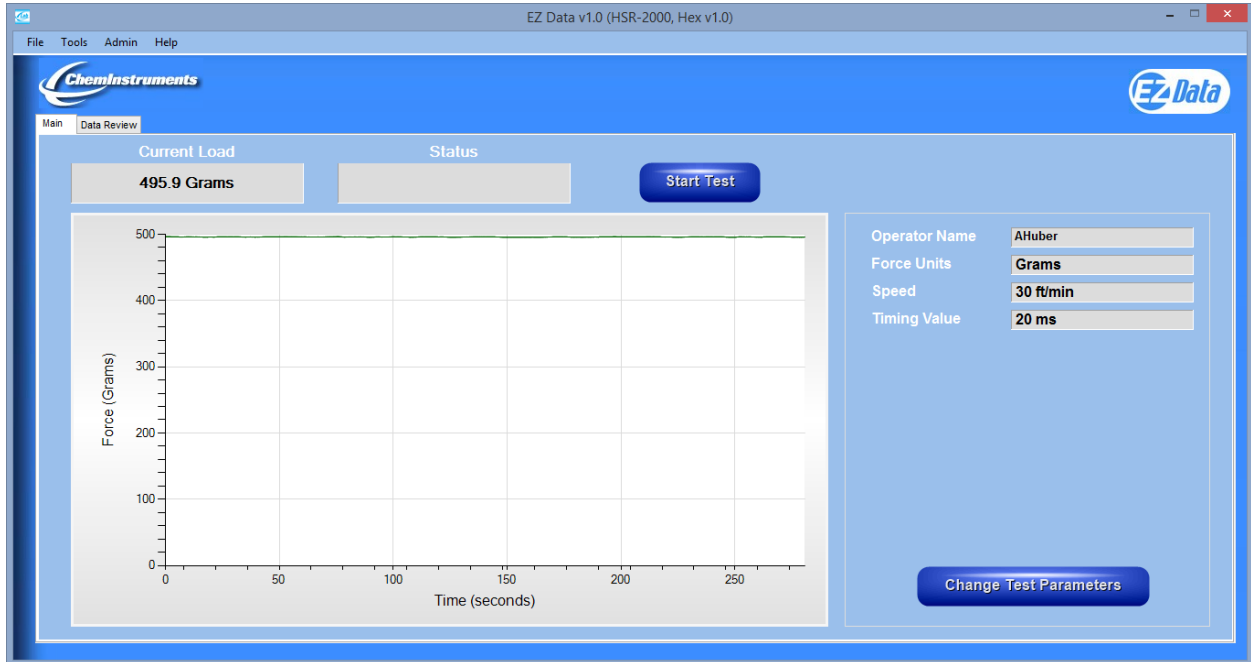 EZ Data v1.0 (HSR-2000, Hex v1.0)
File Tools Admin Help
ChemInstruments
EZ Data
Main Data Review
Current Load Status
495.9 Grams Start Test
Operator Name AHuber
Force Units Grams
Speed 30 ft/min
Timing Value 20 ms
500
400
300
200
100
0
Force (Grams)
0 50 100 150 200 250
Time (seconds)
Change Test Parameters